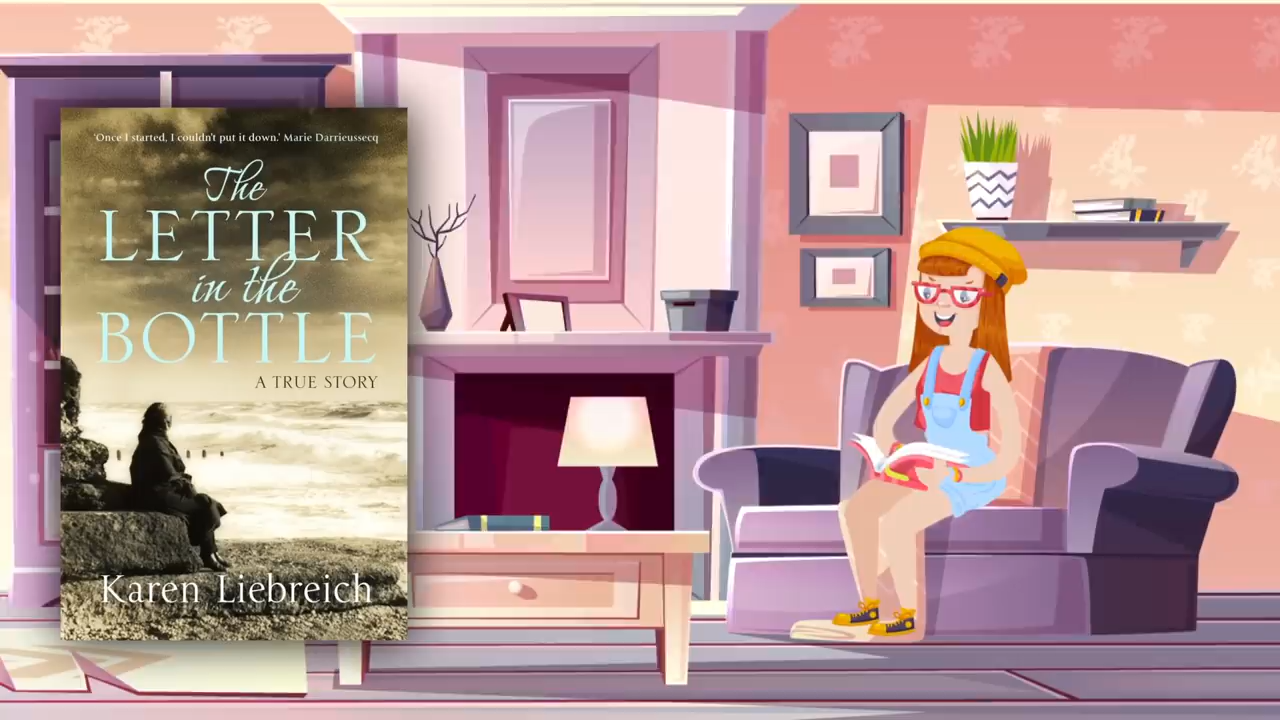 'Once I started, I couldn't put it down.' Marie Darrieussecq
The
LETTER
in the
BOTTLE
A TRUE STORY
Karen Liebreich